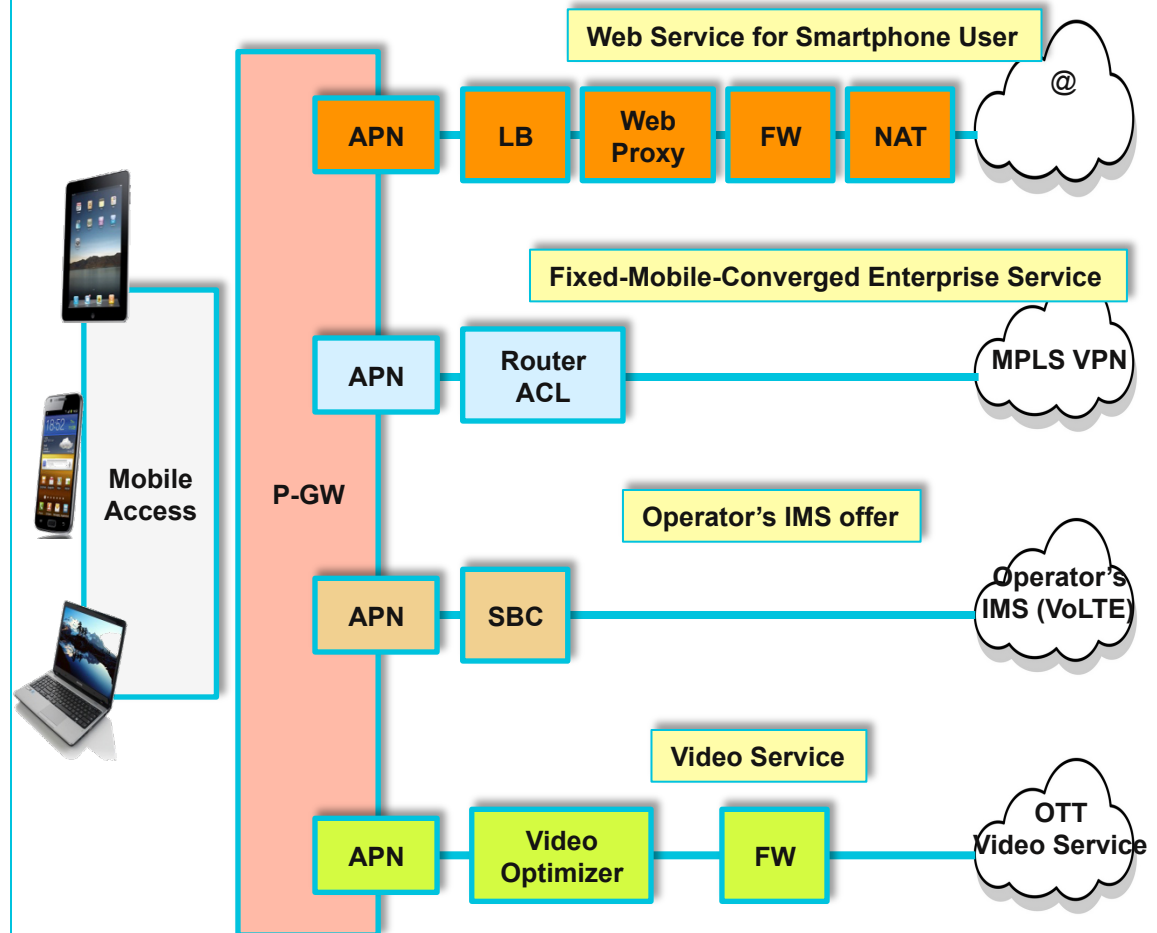 Web Service for Smartphone User
@
APN
LB
Web
Proxy
FW
NAT
Fixed-Mobile-Converged Enterprise Service
APN
Router
ACL
MPLS VPN
18:52
Mobile
Access
P-GW
Operator's IMS offer
APN
SBC
Operator's
IMS (VoLTE)
Video Service
APN
Video
Optimizer
FW
OTT
Video Service